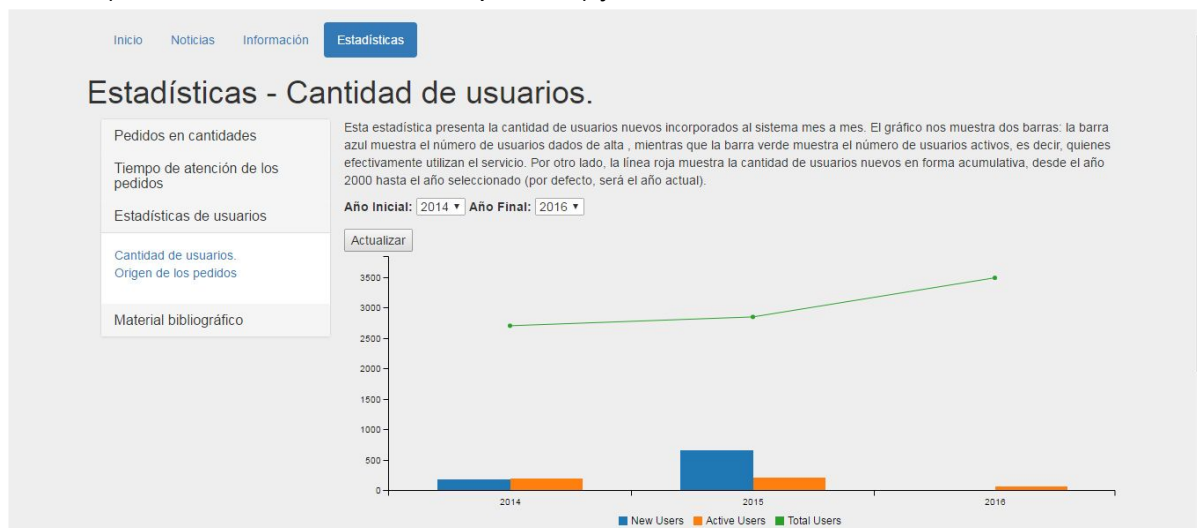 Inicio Noticias Información Estadísticas
Estadísticas - Cantidad de usuarios.
Pedidos en cantidades
Tiempo de atención de los
pedidos
Estadísticas de usuarios
Cantidad de usuarios.
Origen de los pedidos
Material bibliográfico
Esta estadística presenta la cantidad de usuarios nuevos incorporados al sistema mes a mes. El gráfico nos muestra dos barras: la barra
azul muestra el número de usuarios dados de alta , mientras que la barra verde muestra el número de usuarios activos, es decir, quienes
efectivamente utilizan el servicio. Por otro lado, la línea roja muestra la cantidad de usuarios nuevos en forma acumulativa, desde el año
2000 hasta el año seleccionado (por defecto, será el año actual).
Año Inicial: 2014 Año Final: 2016
Actualizar
3500
3000
2500
2000
1500
1000
500
0
2014 2015 2016
New Users Active Users Total Users